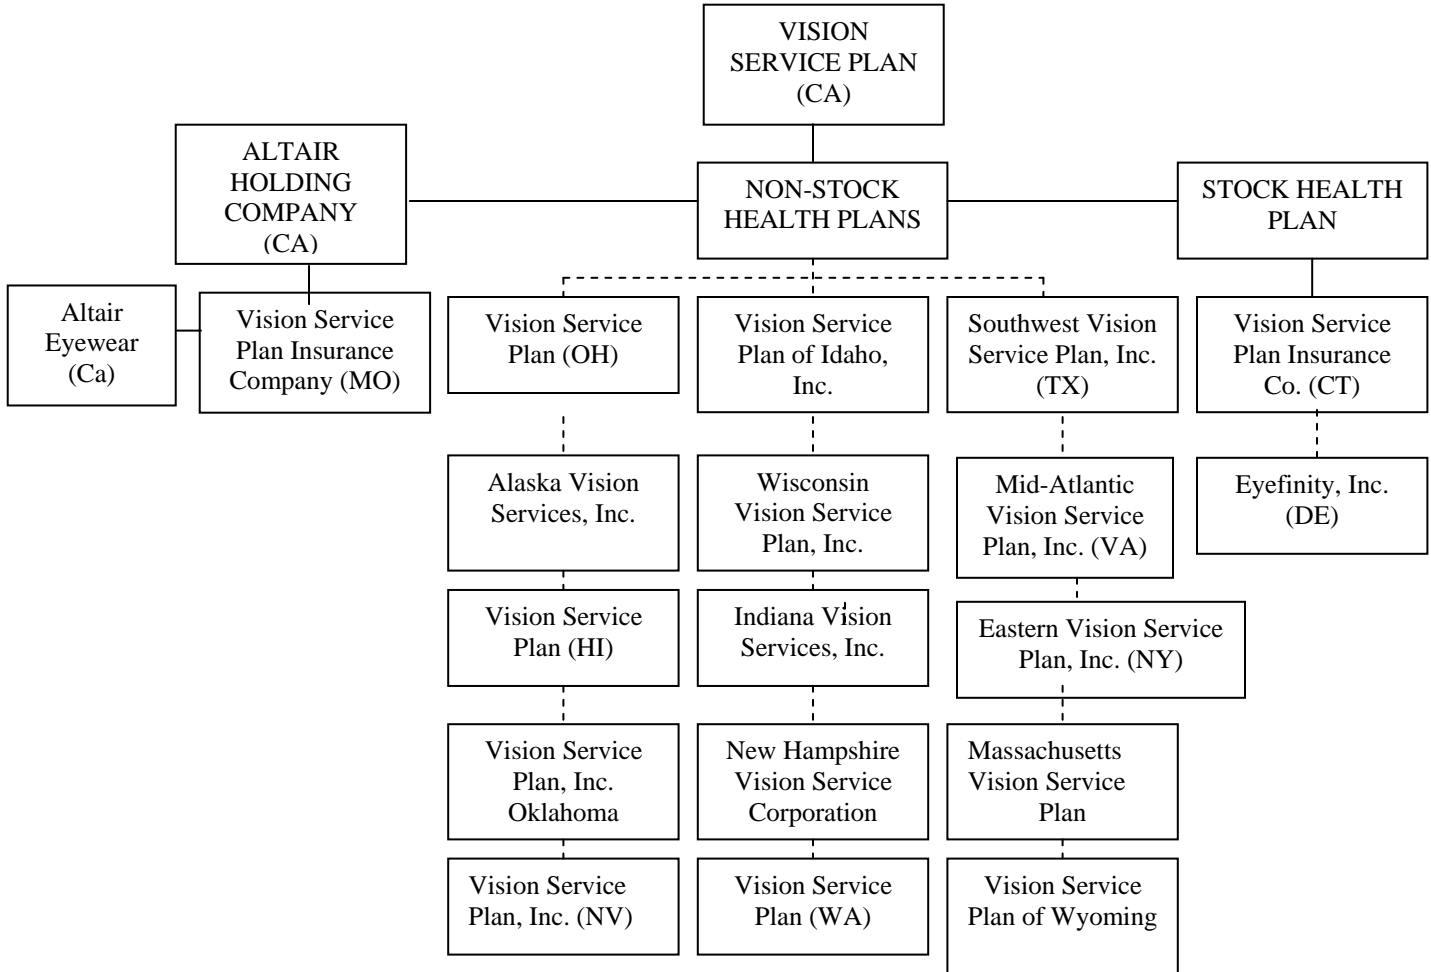 VISION
SERVICE PLAN
(CA)
ALTAIR
HOLDING
COMPANY
(CA)
NON-STOCK
HEALTH PLANS
STOCK HEALTH
PLAN
Altair
Eyewear
(Ca)
Vision Service
Plan Insurance
Company (MO)
Vision Service
Plan (OH)
Vision Service
Plan of Idaho,
Inc.
Southwest Vision
Service Plan, Inc.
(TX)
Vision Service
Plan Insurance
Co. (CT)
Alaska Vision
Services, Inc.
Wisconsin
Vision Service
Plan, Inc.
Mid-Atlantic
Vision Service
Plan, Inc. (VA)
Eyefinity, Inc.
(DE)
Vision Service
Plan (HI)
Indiana Vision
Services, Inc.
Eastern Vision Service
Plan, Inc. (NY)
Vision Service
Plan, Inc.
Oklahoma
New Hampshire
Vision Service
Corporation
Massachusetts
Vision Service
Plan
Vision Service
Plan, Inc. (NV)
Vision Service
Plan (WA)
Vision Service
Plan of Wyoming